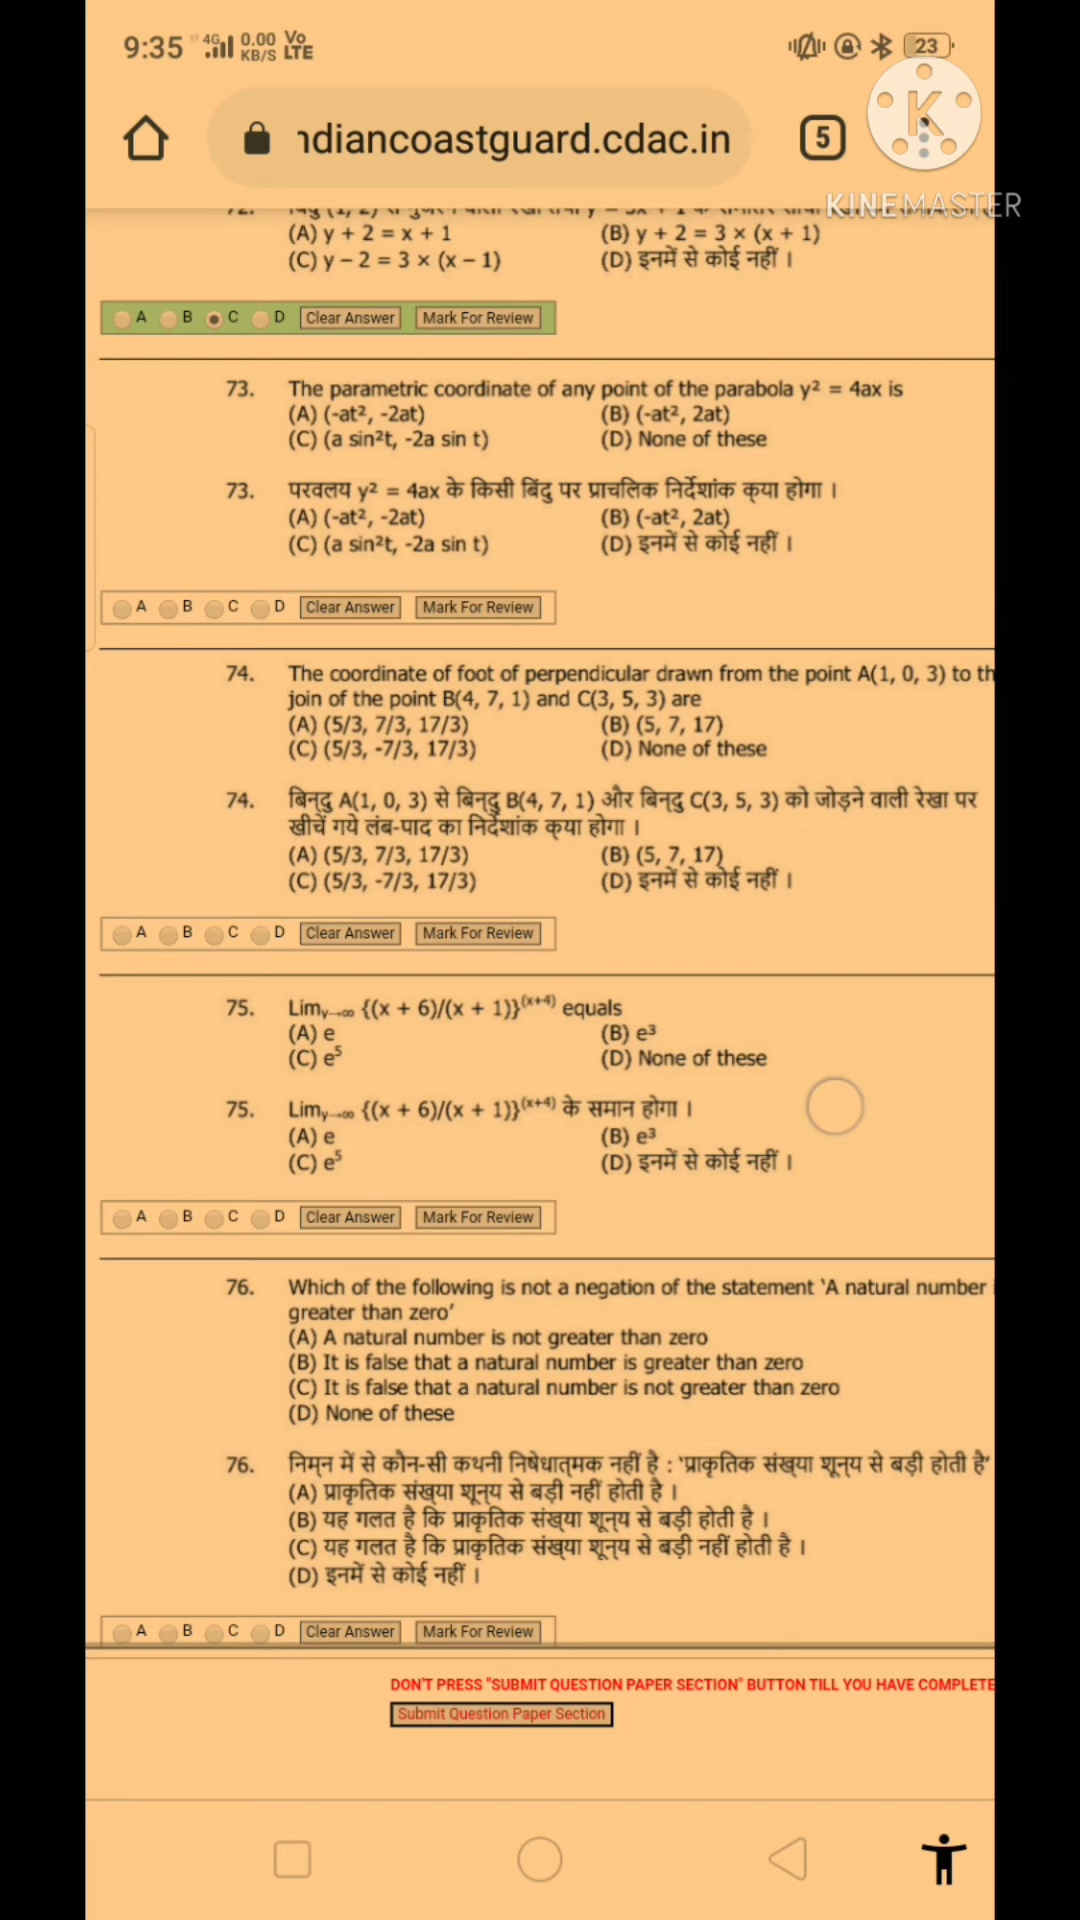 9:35 4G 0.00 KB/S Vo LTE 23
ndiancoastguard.cdac.in 5
K
KINEMASTER
72.
(A) y + 2 = x + 1 (B) y + 2 = 3 × (x + 1)
(C) y – 2 = 3 × (x – 1) (D) इनमें से कोई नहीं ।
A B C D Clear Answer Mark For Review
73. The parametric coordinate of any point of the parabola y² = 4ax is
(A) (-at², -2at) (B) (-at², 2at)
(C) (a sin²t, -2a sin t) (D) None of these
73. परवलय y² = 4ax के किसी बिंदु पर प्राचलिक निर्देशांक क्या होगा ।
(A) (-at², -2at) (B) (-at², 2at)
(C) (a sin²t, -2a sin t) (D) इनमें से कोई नहीं ।
A B C D Clear Answer Mark For Review
74. The coordinate of foot of perpendicular drawn from the point A(1, 0, 3) to th
join of the point B(4, 7, 1) and C(3, 5, 3) are
(A) (5/3, 7/3, 17/3) (B) (5, 7, 17)
(C) (5/3, -7/3, 17/3) (D) None of these
74. बिन्दु A(1, 0, 3) से बिन्दु B(4, 7, 1) और बिन्दु C(3, 5, 3) को जोड़ने वाली रेखा पर
खीचें गये लंब-पाद का निर्देशांक क्या होगा ।
(A) (5/3, 7/3, 17/3) (B) (5, 7, 17)
(C) (5/3, -7/3, 17/3) (D) इनमें से कोई नहीं ।
A B C D Clear Answer Mark For Review
75. Limy→∞ {(x + 6)/(x + 1)}(x+4) equals
(A) e (B) e³
(C) e⁵ (D) None of these
75. Limy→∞ {(x + 6)/(x + 1)}(x+4) के समान होगा ।
(A) e (B) e³
(C) e⁵ (D) इनमें से कोई नहीं ।
A B C D Clear Answer Mark For Review
76. Which of the following is not a negation of the statement ‘A natural number i
greater than zero’
(A) A natural number is not greater than zero
(B) It is false that a natural number is greater than zero
(C) It is false that a natural number is not greater than zero
(D) None of these
76. निम्न में से कौन-सी कथनी निषेधात्मक नहीं है : ‘प्राकृतिक संख्या शून्य से बड़ी होती है’
(A) प्राकृतिक संख्या शून्य से बड़ी नहीं होती है ।
(B) यह गलत है कि प्राकृतिक संख्या शून्य से बड़ी होती है ।
(C) यह गलत है कि प्राकृतिक संख्या शून्य से बड़ी नहीं होती है ।
(D) इनमें से कोई नहीं ।
A B C D Clear Answer Mark For Review
DON'T PRESS "SUBMIT QUESTION PAPER SECTION" BUTTON TILL YOU HAVE COMPLETE
Submit Question Paper Section